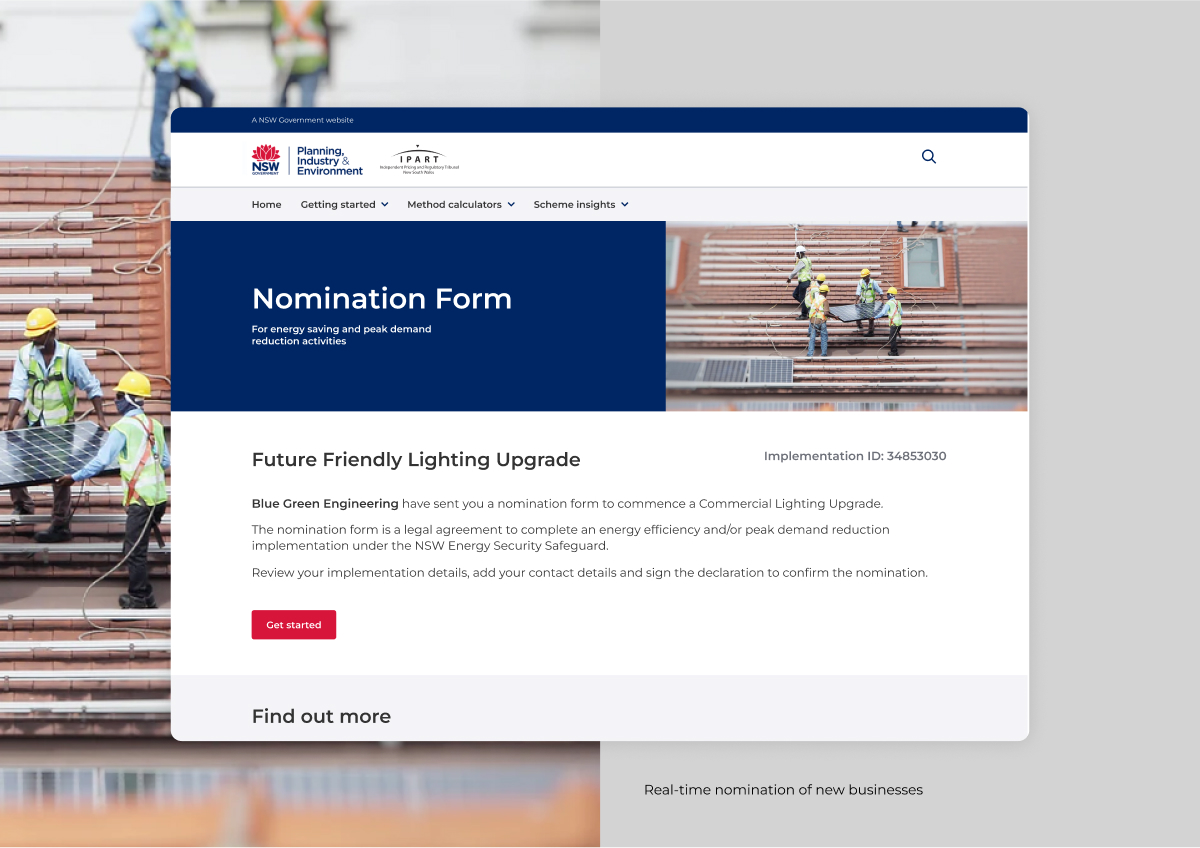 A NSW Government website
NSW
GOVERNMENT
Planning,
Industry &
Environment
IPART
Independent Pricing and Regulatory Tribunal
New South Wales
Home Getting started Method calculators Scheme insights
Nomination Form
For energy saving and peak demand
reduction activities
Future Friendly Lighting Upgrade
Implementation ID: 34853030
Blue Green Engineering have sent you a nomination form to commence a Commercial Lighting Upgrade.
The nomination form is a legal agreement to complete an energy efficiency and/or peak demand reduction
implementation under the NSW Energy Security Safeguard.
Review your implementation details, add your contact details and sign the declaration to confirm the nomination.
Get started
Find out more
Real-time nomination of new businesses